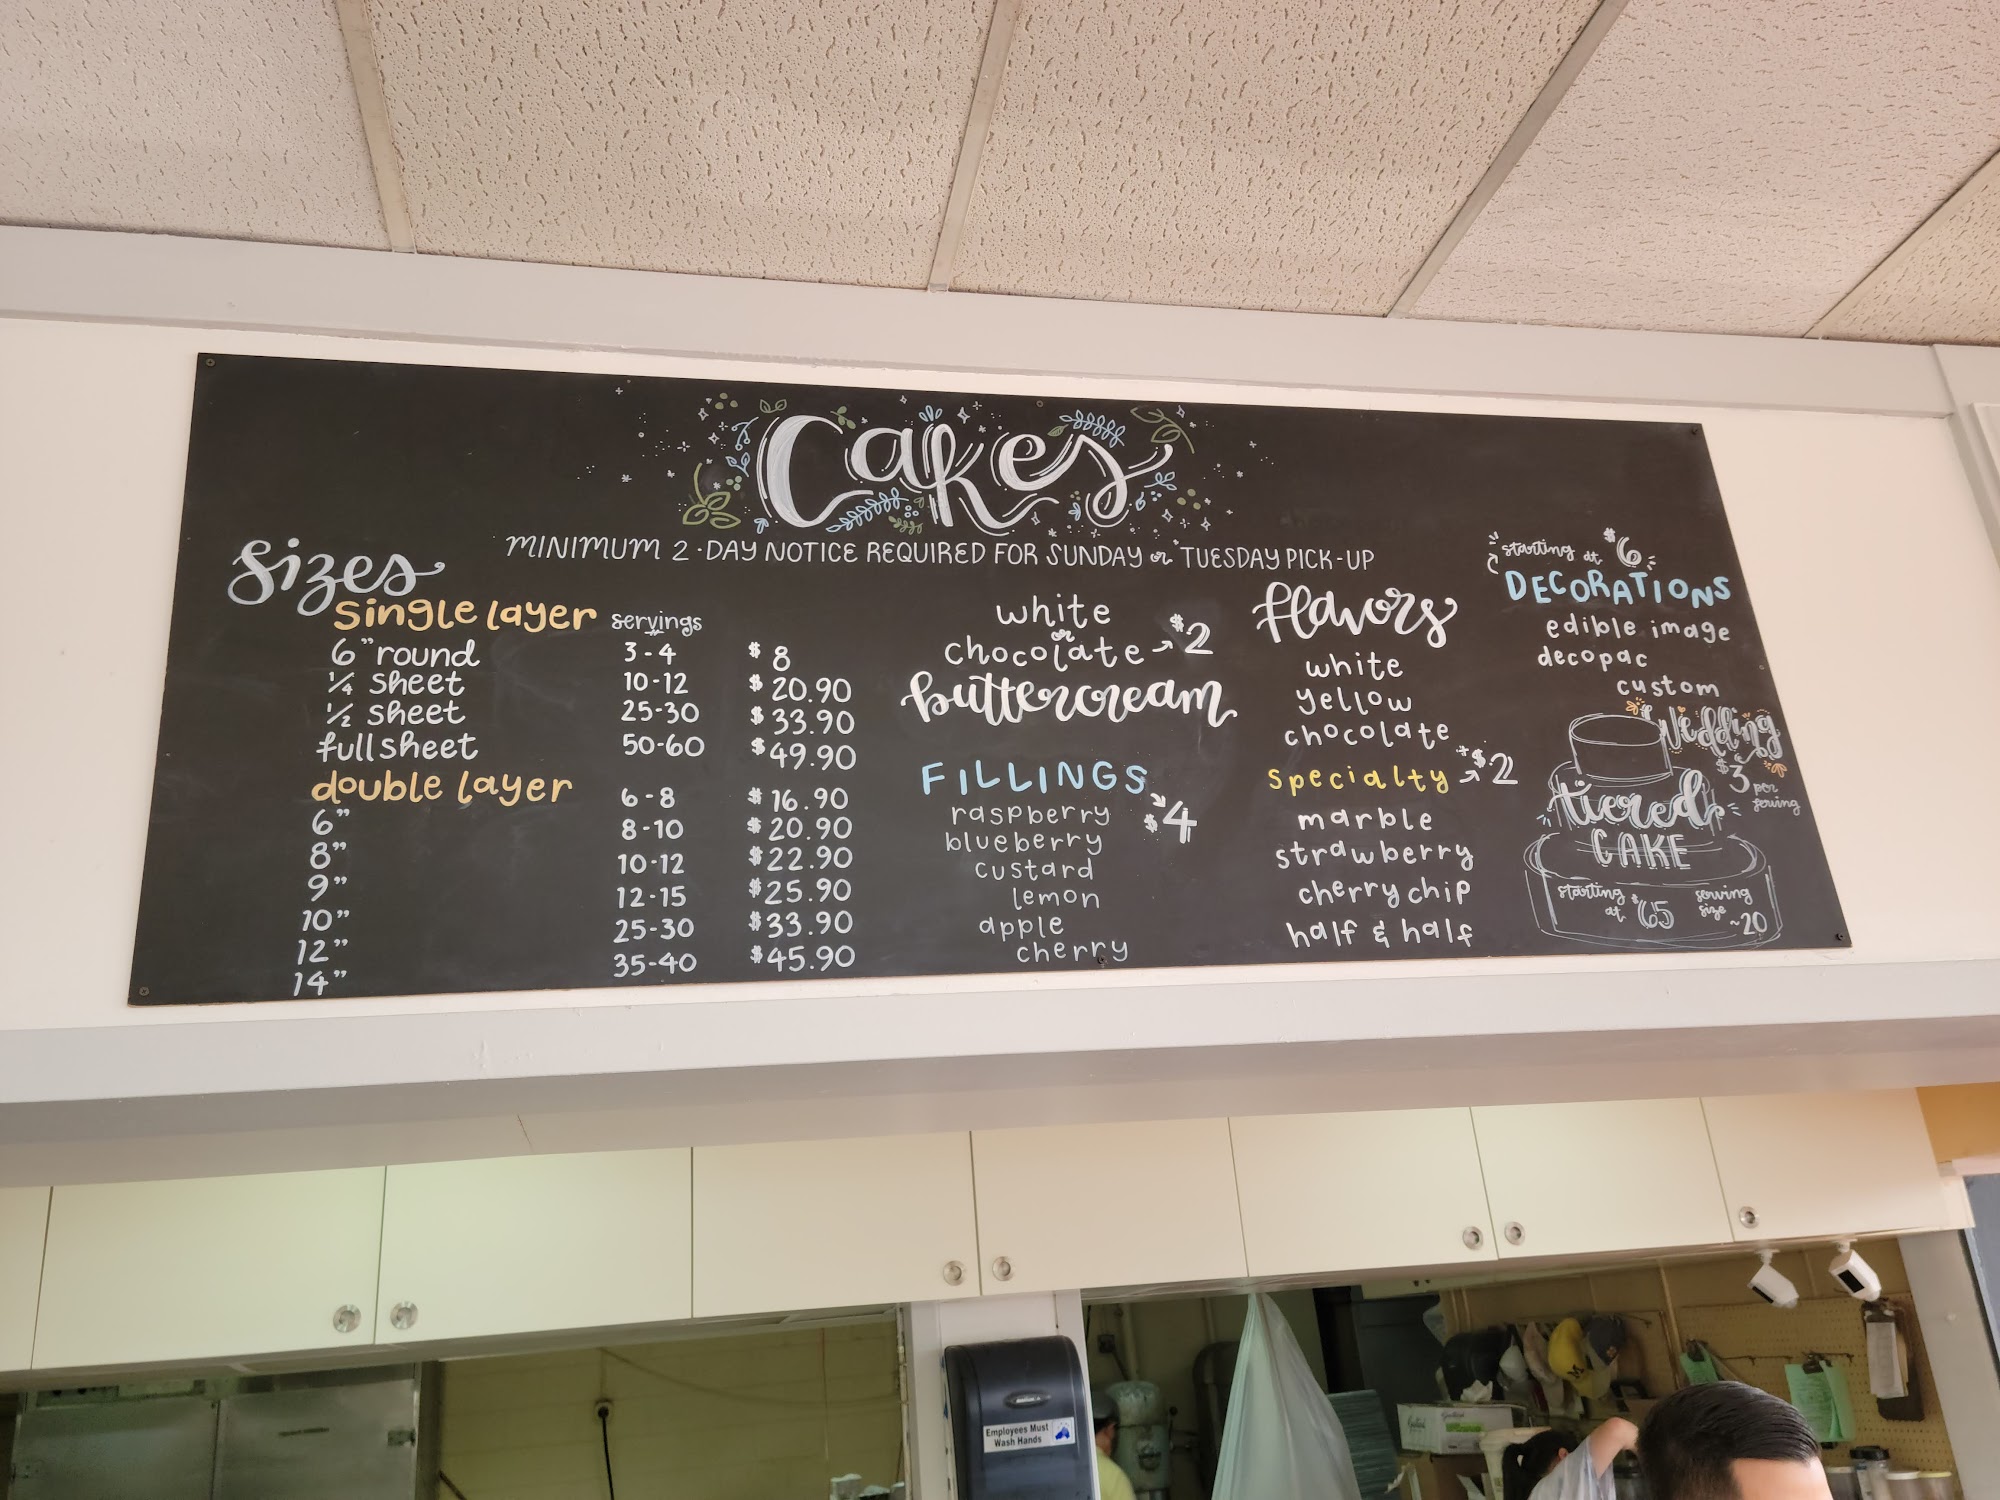 Cakes
MINIMUM 2-DAY NOTICE REQUIRED FOR SUNDAY or TUESDAY PICK-UP
Sizes
single layer servings
6" round 3-4 $8
1/4 sheet 10-12 $20.90
1/2 sheet 25-30 $33.90
full sheet 50-60 $49.90
double layer
6" 6-8 $16.90
8" 8-10 $20.90
9" 10-12 $22.90
10" 12-15 $25.90
12" 25-30 $33.90
14" 35-40 $45.90
white
or
chocolate → $2
buttercream
FILLINGS
$4
raspberry
blueberry
custard
lemon
apple
cherry
flavors
white
yellow
chocolate
specialty → +$2
marble
strawberry
cherry chip
half & half
starting at $6
DECORATIONS
edible image
decopac
custom
Wedding
$3 per serving
tiered
CAKE
starting at $65
serving size ~20
Employees Must
Wash Hands